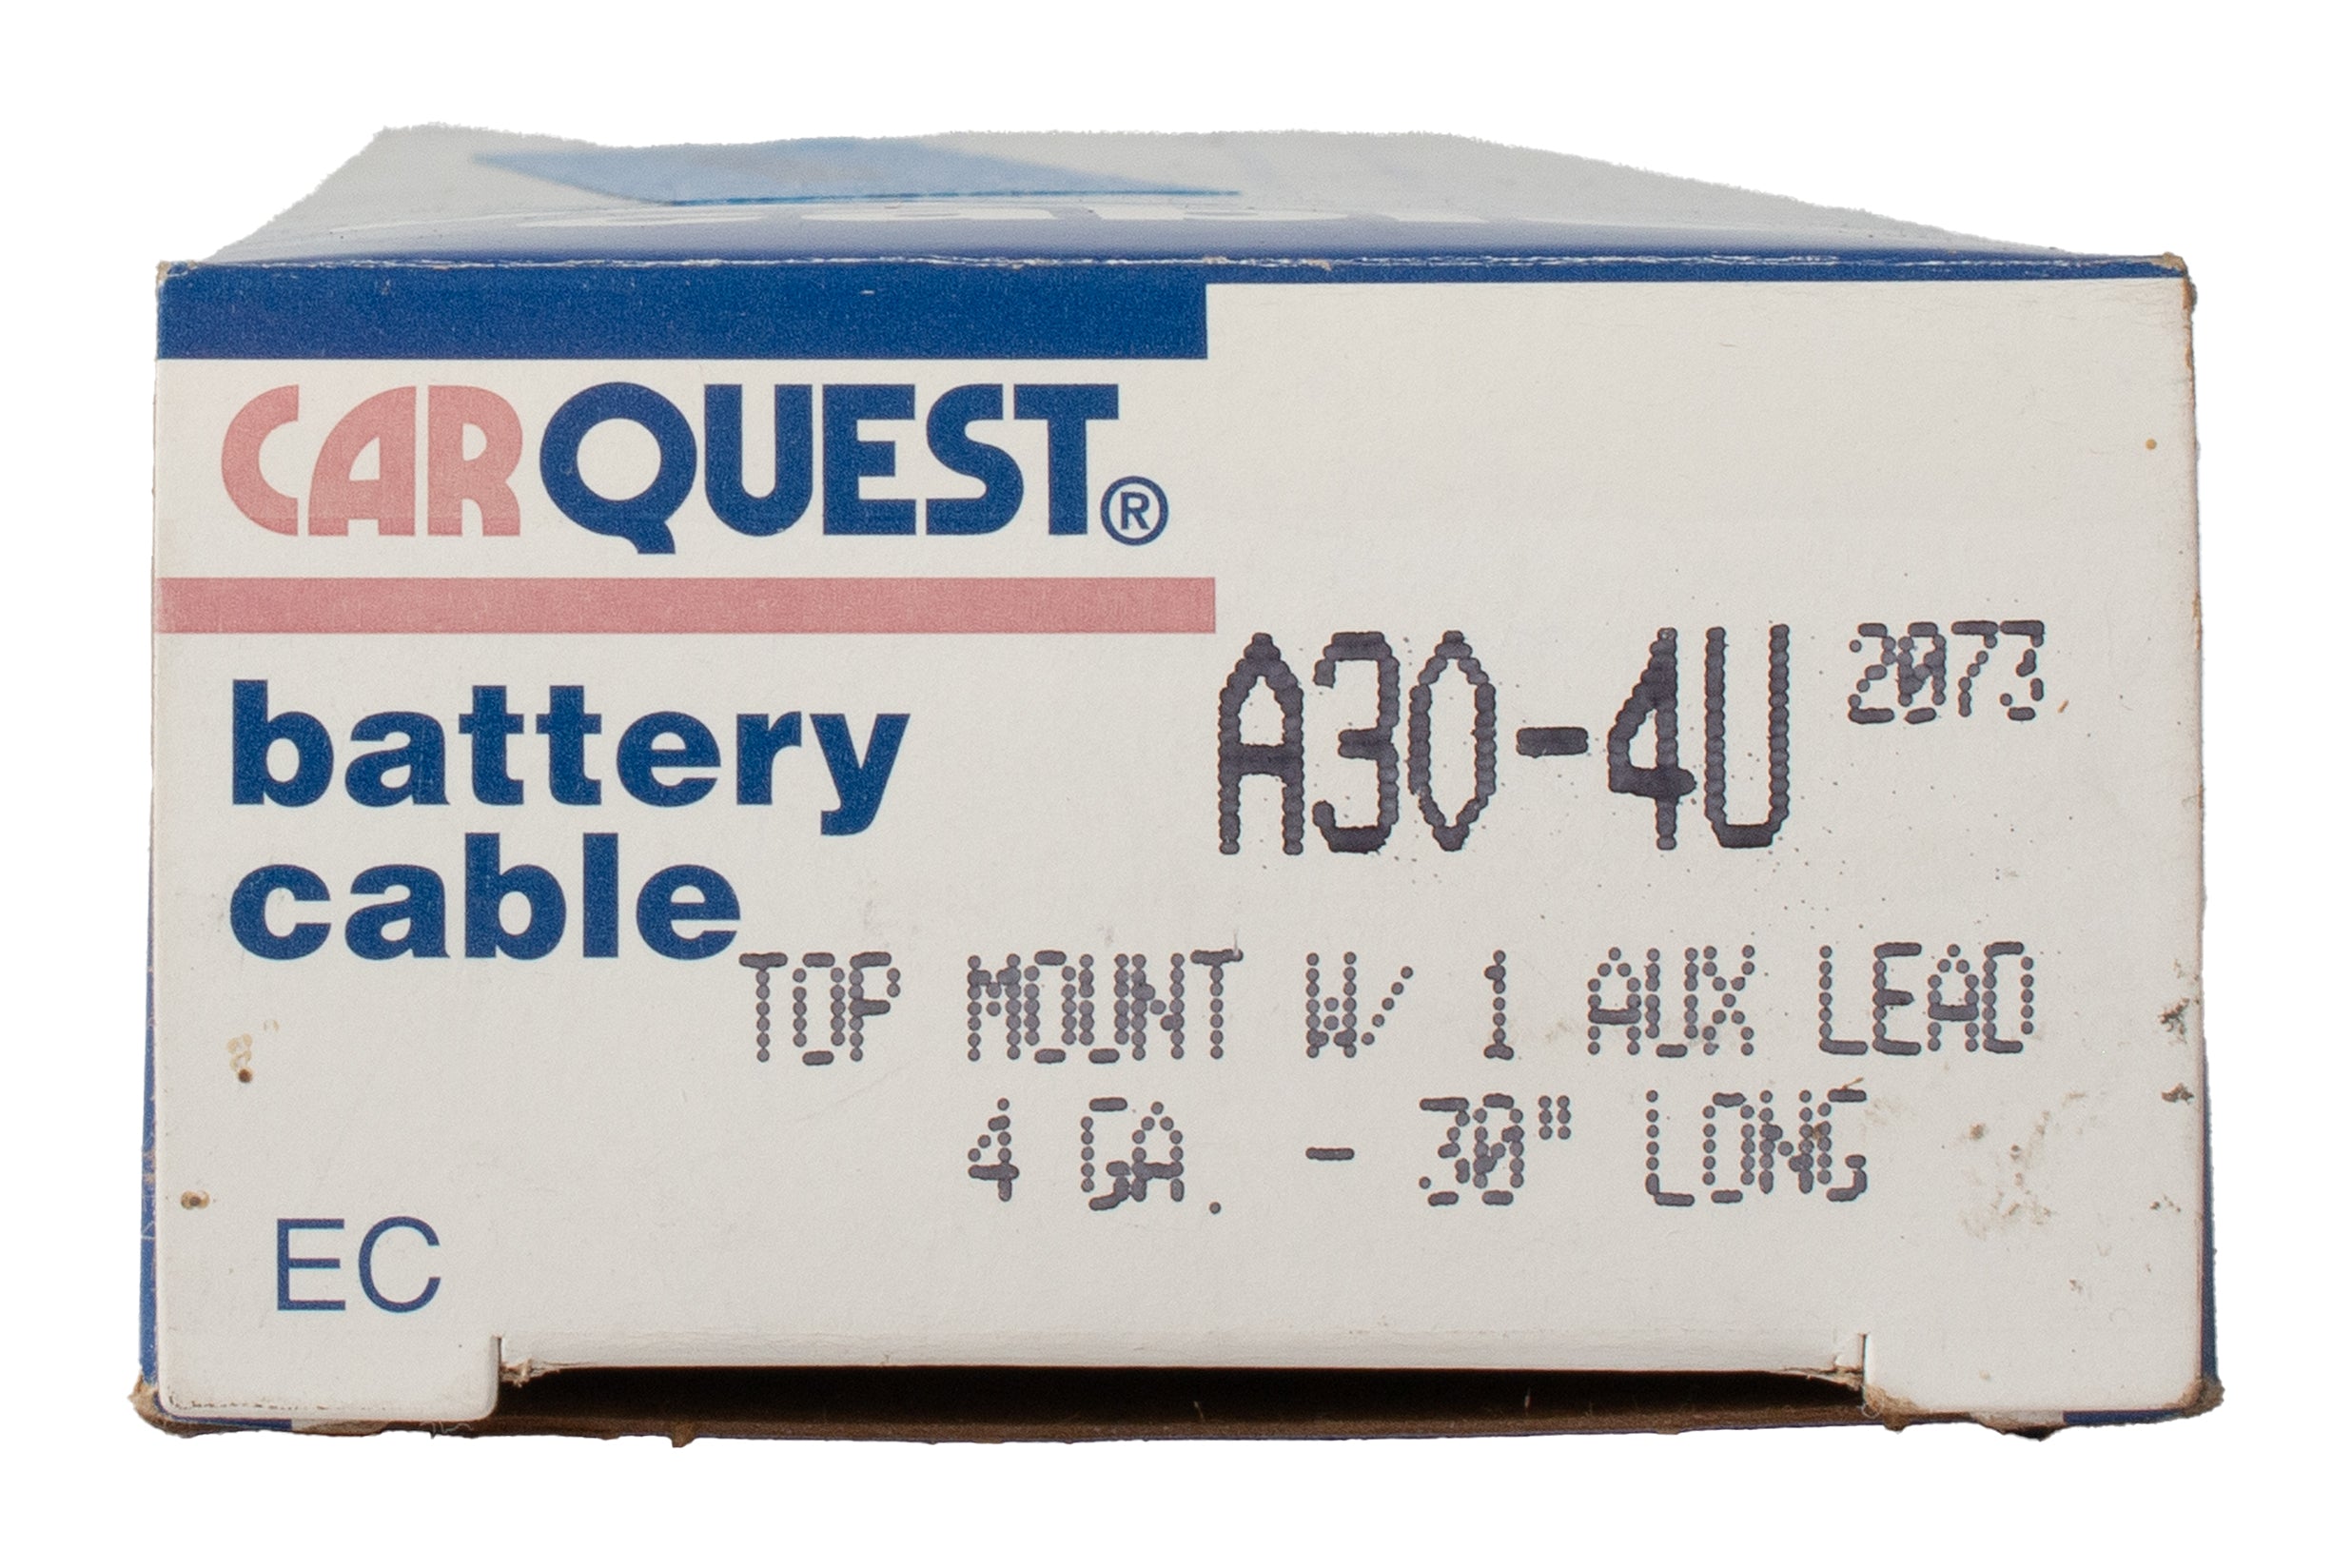 CARQUEST®
battery
cable
A30-4U 2073
TOP MOUNT W/ 1 AUX LEAD
4 GA. - 30" LONG
EC